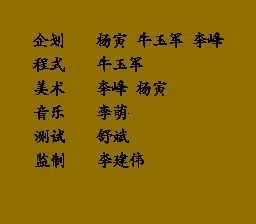 企划 杨寅 牛玉军 李峰
程式 牛玉军
美术 李峰 杨寅
音乐 李萌
测试 舒斌
监制 李建伟